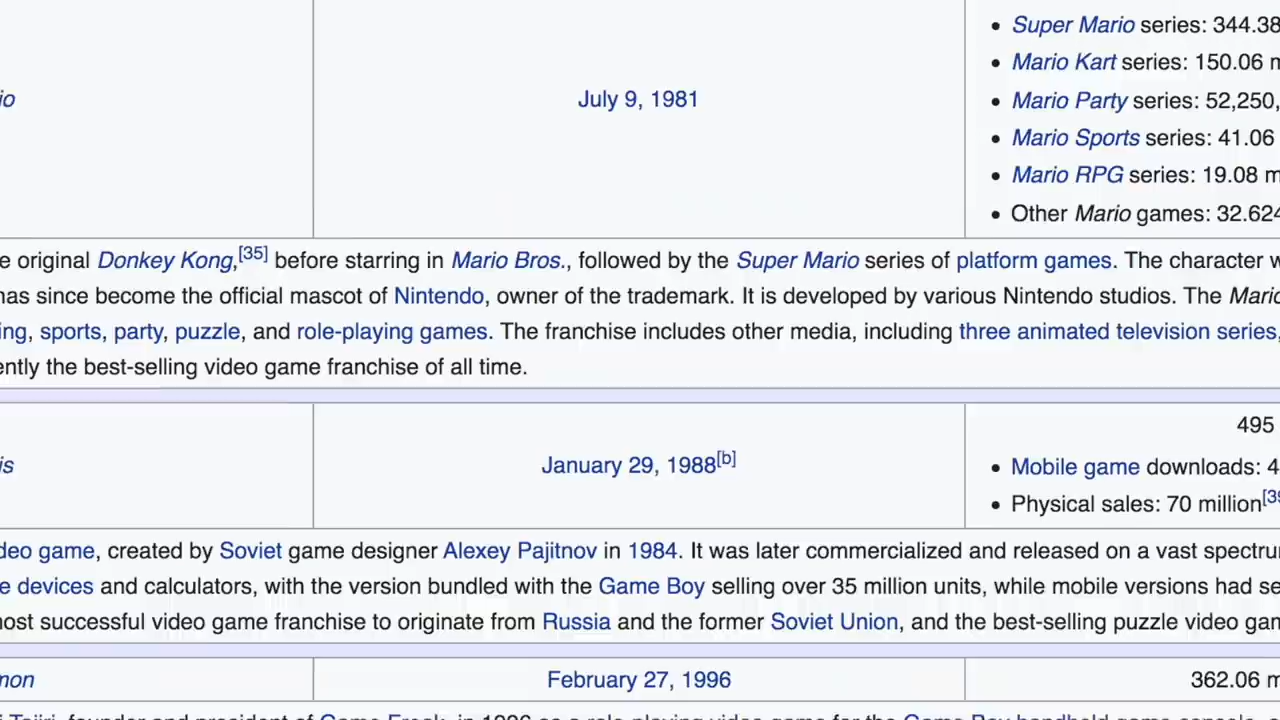 Super Mario series: 344.38
Mario Kart series: 150.06 m
io
July 9, 1981
Mario Party series: 52,250,
Mario Sports series: 41.06
Mario RPG series: 19.08 m
Other Mario games: 32.624
e original Donkey Kong,[35] before starring in Mario Bros., followed by the Super Mario series of platform games. The character w
has since become the official mascot of Nintendo, owner of the trademark. It is developed by various Nintendo studios. The Mario
ing, sports, party, puzzle, and role-playing games. The franchise includes other media, including three animated television series,
ently the best-selling video game franchise of all time.
495
is
January 29, 1988[b]
Mobile game downloads: 4
Physical sales: 70 million[39
deo game, created by Soviet game designer Alexey Pajitnov in 1984. It was later commercialized and released on a vast spectru
e devices and calculators, with the version bundled with the Game Boy selling over 35 million units, while mobile versions had se
nost successful video game franchise to originate from Russia and the former Soviet Union, and the best-selling puzzle video gam
mon
February 27, 1996
362.06 m